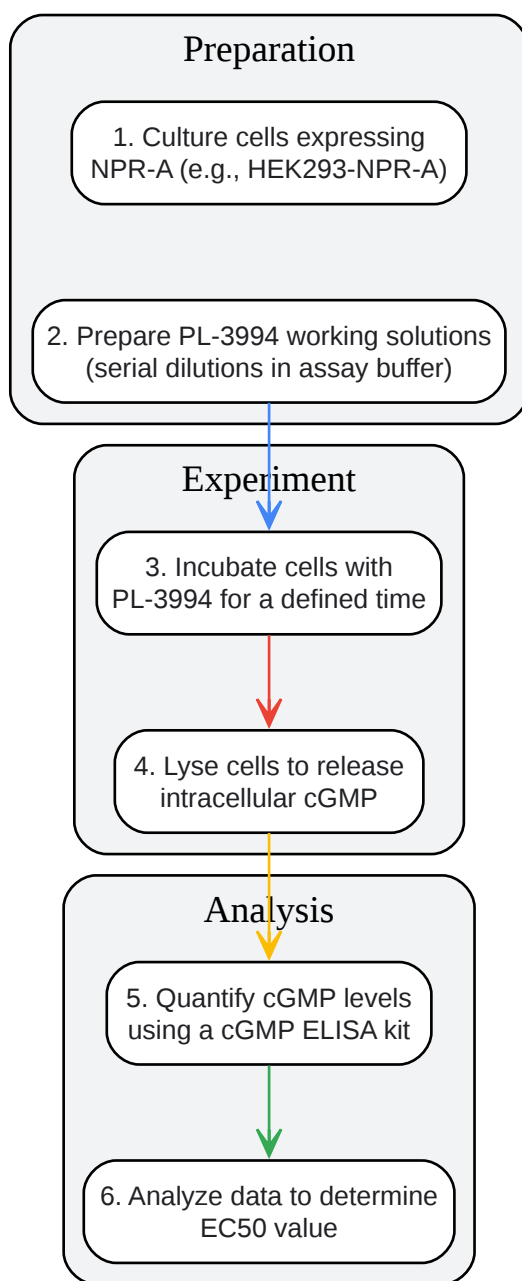 Preparation
1. Culture cells expressing
NPR-A (e.g., HEK293-NPR-A)
2. Prepare PL-3994 working solutions
(serial dilutions in assay buffer)
Experiment
3. Incubate cells with
PL-3994 for a defined time
4. Lyse cells to release
intracellular cGMP
Analysis
5. Quantify cGMP levels
using a cGMP ELISA kit
6. Analyze data to determine
EC50 value